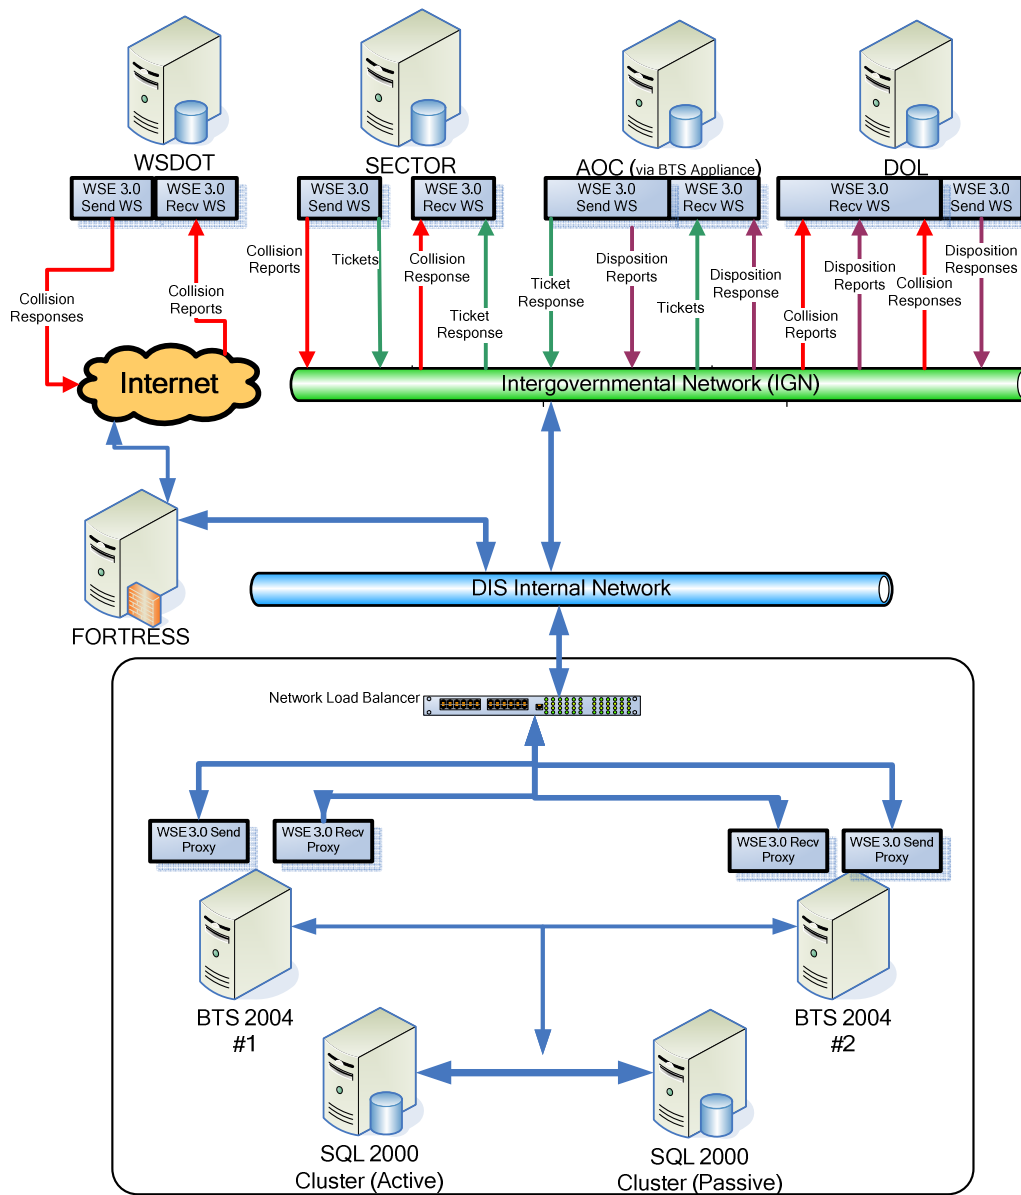 WSDOT
SECTOR
AOC (via BTS Appliance)
DOL
WSE 3.0
Send WS
WSE 3.0
Recv WS
WSE 3.0
Send WS
WSE 3.0
Recv WS
WSE 3.0
Send WS
WSE 3.0
Recv WS
WSE 3.0
Recv WS
WSE 3.0
Send WS
Collision
Responses
Collision
Reports
Collision
Reports
Tickets
Collision
Response
Ticket
Response
Ticket
Response
Disposition
Reports
Tickets
Disposition
Response
Collision
Reports
Disposition
Reports
Collision
Responses
Disposition
Responses
Internet
Intergovernmental Network (IGN)
FORTRESS
DIS Internal Network
Network Load Balancer
WSE 3.0 Send
Proxy
WSE 3.0 Recv
Proxy
WSE 3.0 Recv
Proxy
WSE 3.0 Send
Proxy
BTS 2004
#1
BTS 2004
#2
SQL 2000
Cluster (Active)
SQL 2000
Cluster (Passive)